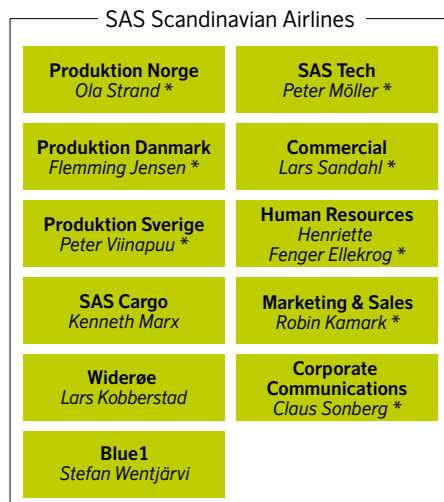 SAS Scandinavian Airlines
Produktion Norge
Ola Strand *
SAS Tech
Peter Möller *
Produktion Danmark
Flemming Jensen *
Commercial
Lars Sandahl *
Produktion Sverige
Peter Viinapuu *
Human Resources
Henriette
Fenger Ellekrog *
SAS Cargo
Kenneth Marx
Marketing & Sales
Robin Kamark *
Widerøe
Lars Kobberstad
Corporate
Communications
Claus Sonberg *
Blue1
Stefan Wentjärvi